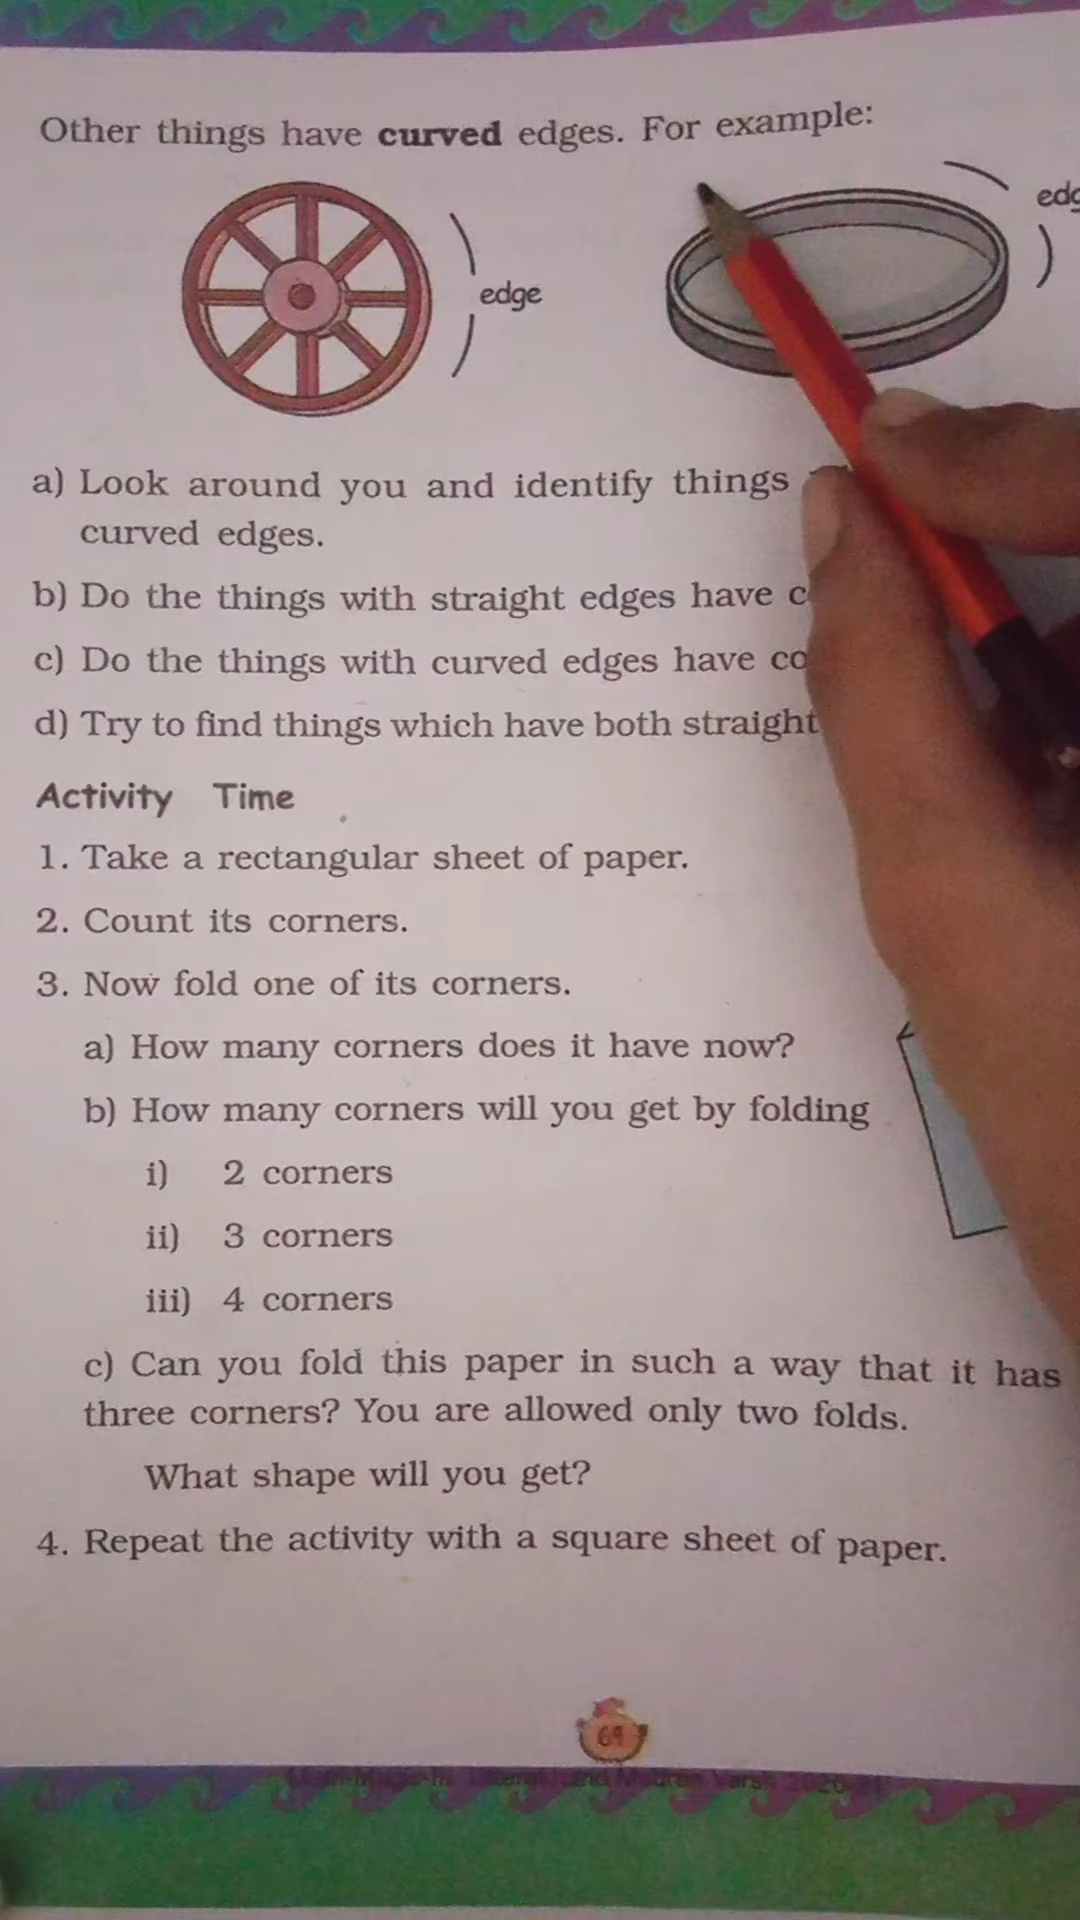 Other things have curved edges. For example:
edge
a) Look around you and identify things
curved edges.
b) Do the things with straight edges have
c) Do the things with curved edges have
d) Try to find things which have both straight
Activity Time
1. Take a rectangular sheet of paper.
2. Count its corners.
3. Now fold one of its corners.
a) How many corners does it have now?
b) How many corners will you get by folding
i) 2 corners
ii) 3 corners
iii) 4 corners
c) Can you fold this paper in such a way that it has
three corners? You are allowed only two folds.
What shape will you get?
4. Repeat the activity with a square sheet of paper.
69